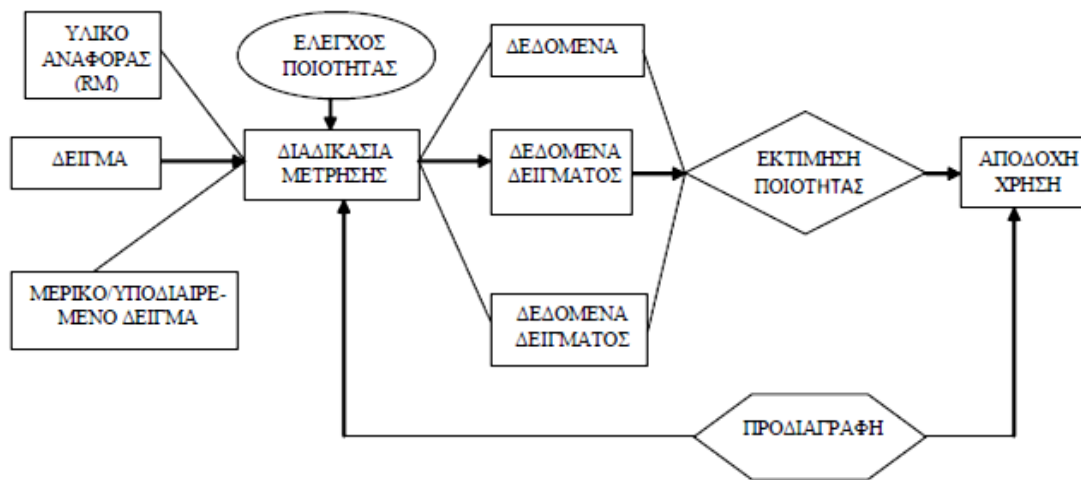 ΥΛΙΚΟ
ΑΝΑΦΟΡΑΣ
(RM)
ΕΛΕΓΧΟΣ
ΠΟΙΟΤΗΤΑΣ
ΔΕΔΟΜΕΝΑ
ΔΕΙΓΜΑ
ΔΙΑΔΙΚΑΣΙΑ
ΜΕΤΡΗΣΗΣ
ΔΕΔΟΜΕΝΑ
ΔΕΙΓΜΑΤΟΣ
ΕΚΤΙΜΗΣΗ
ΠΟΙΟΤΗΤΑΣ
ΑΠΟΔΟΧΗ
ΧΡΗΣΗ
ΜΕΡΙΚΟ/ΥΠΟΔΙΑΙΡΕ-
ΜΕΝΟ ΔΕΙΓΜΑ
ΔΕΔΟΜΕΝΑ
ΔΕΙΓΜΑΤΟΣ
ΠΡΟΔΙΑΓΡΑΦΗ